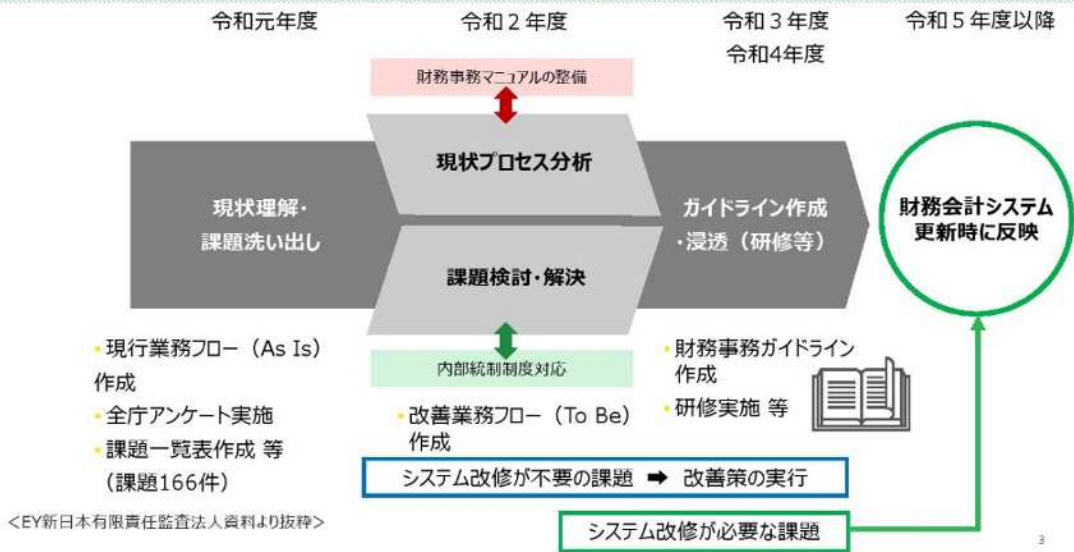 令和元年度
令和２年度
令和３年度
令和4年度
令和５年度以降
財務事務マニュアルの整備
現状プロセス分析
現状理解・
課題洗い出し
課題検討・解決
ガイドライン作成
・浸透（研修等）
財務会計システム
更新時に反映
内部統制制度対応
・現行業務フロー（As Is）
作成
・全庁アンケート実施
・課題一覧表作成 等
（課題166件）
・改善業務フロー（To Be）
作成
・財務事務ガイドライン
作成
・研修実施 等
システム改修が不要の課題 ➡ 改善策の実行
システム改修が必要な課題
＜EY新日本有限責任監査法人資料より抜粋＞
3